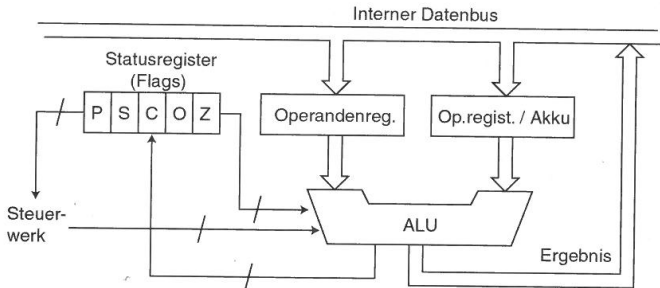 Interner Datenbus
Statusregister
(Flags)
P S C O Z
Operandenreg.
Op.regist. / Akku
Steuer-
werk
ALU
Ergebnis